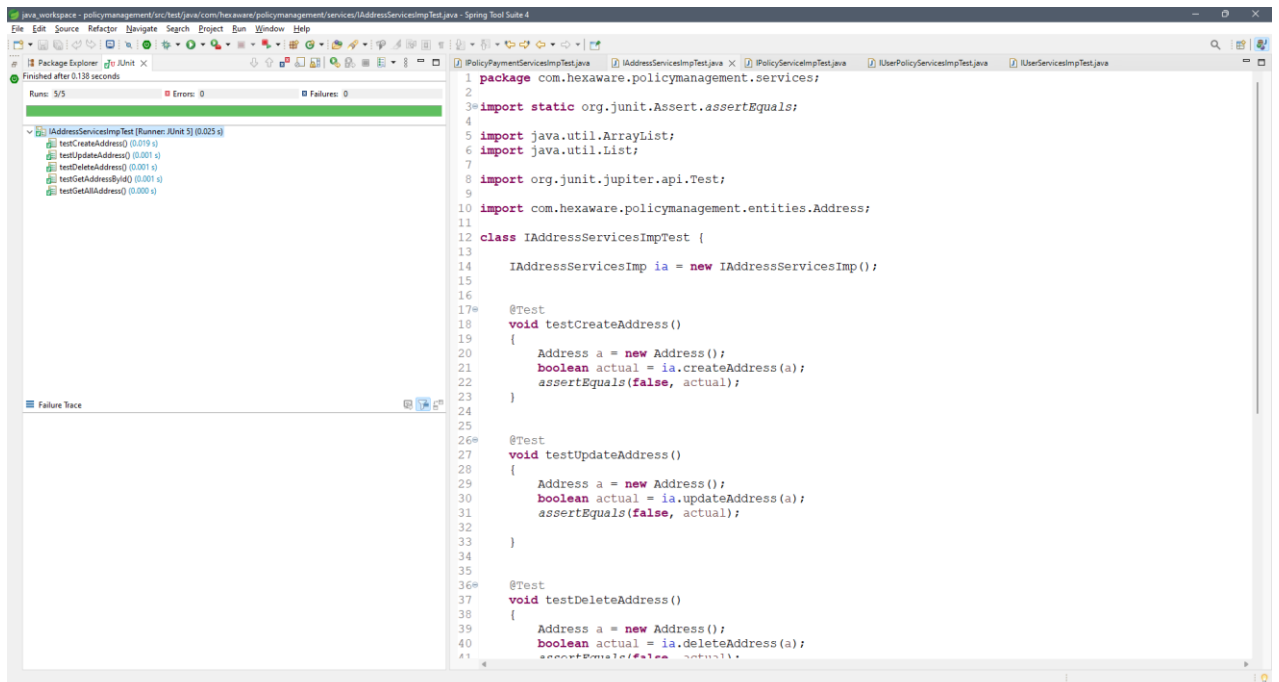 java_workspace - policymanagement/src/test/java/com/hexaware/policymanagement/services/IAddressServicesImpTest.java - Spring Tool Suite 4
File Edit Source Refactor Navigate Search Project Run Window Help
Package Explorer JUnit
IPolicyPaymentServicesImpTest.java IAddressServicesImpTest.java IPolicyServiceImpTest.java IUserPolicyServicesImpTest.java IUserServicesImpTest.java
Finished after 0.138 seconds
Runs: 5/5 Errors: 0 Failures: 0
IAddressServicesImpTest [Runner: JUnit 5] (0.025 s)
testCreateAddress() (0.019 s)
testUpdateAddress() (0.001 s)
testDeleteAddress() (0.001 s)
testGetAddressById() (0.001 s)
testGetAllAddress() (0.000 s)
Failure Trace
1 package com.hexaware.policymanagement.services;
2
3 import static org.junit.Assert.assertEquals;
4
5 import java.util.ArrayList;
6 import java.util.List;
7
8 import org.junit.jupiter.api.Test;
9
10 import com.hexaware.policymanagement.entities.Address;
11
12 class IAddressServicesImpTest {
13
14 IAddressServicesImp ia = new IAddressServicesImp();
15
16
17 @Test
18 void testCreateAddress()
19 {
20 Address a = new Address();
21 boolean actual = ia.createAddress(a);
22 assertEquals(false, actual);
23 }
24
25
26 @Test
27 void testUpdateAddress()
28 {
29 Address a = new Address();
30 boolean actual = ia.updateAddress(a);
31 assertEquals(false, actual);
32
33 }
34
35
36 @Test
37 void testDeleteAddress()
38 {
39 Address a = new Address();
40 boolean actual = ia.deleteAddress(a);
41 assertEquals(false, actual);